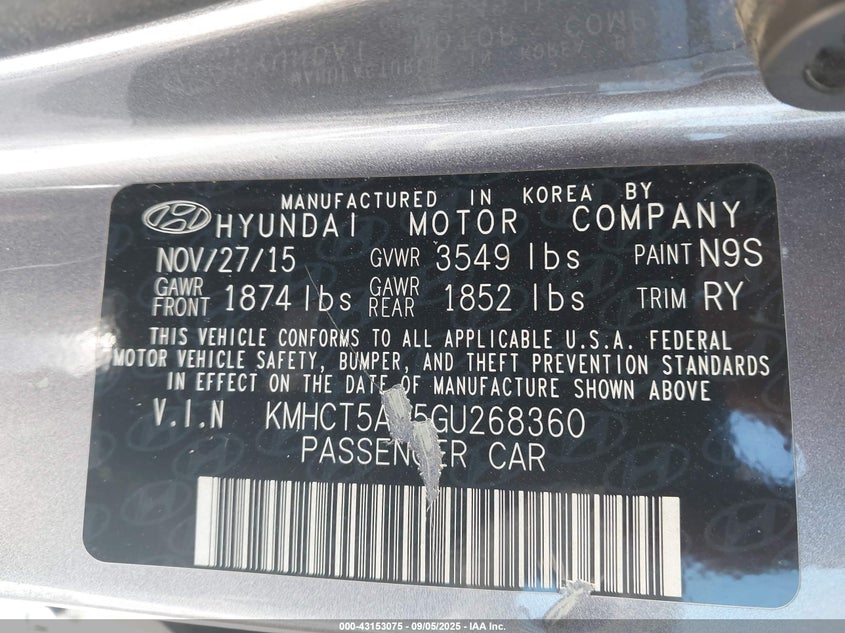 MANUFACTURED IN KOREA BY
HYUNDAI MOTOR COMPANY
NOV/27/15 GVWR 3549 lbs PAINT N9S
GAWR FRONT 1874 lbs GAWR REAR 1852 lbs TRIM RY
THIS VEHICLE CONFORMS TO ALL APPLICABLE U.S.A. FEDERAL
MOTOR VEHICLE SAFETY, BUMPER, AND THEFT PREVENTION STANDARDS
IN EFFECT ON THE DATE OF MANUFACTURE SHOWN ABOVE
V.I.N KMHCT5A 5GU268360
PASSENGER CAR
000-43153075 - 09/05/2025 - IAA Inc.